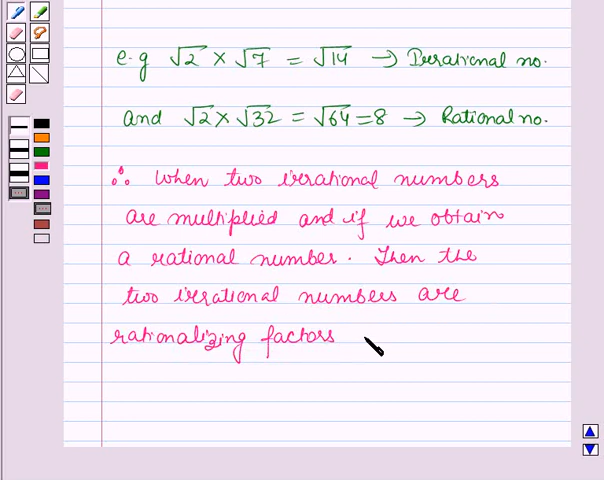 e.g √2 × √7 = √14 → Irrational no.
and √2 × √32 = √64 = 8 → Rational no.
∴ When two irrational numbers
are multiplied and if we obtain
a rational number. Then the
two irrational numbers are
rationalizing factors